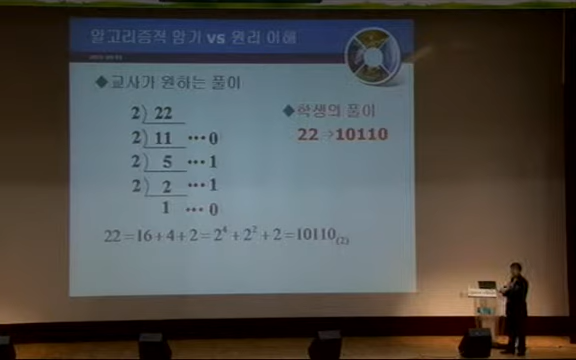 알고리즘적 암기 vs 원리 이해
◆교사가 원하는 풀이
2) 22
2) 11 ···0
2) 5 ···1
2) 2 ···1
1 ···0
22=16+4+2=2⁴+2²+2=10110₍₂₎
◆학생의 풀이
22→10110